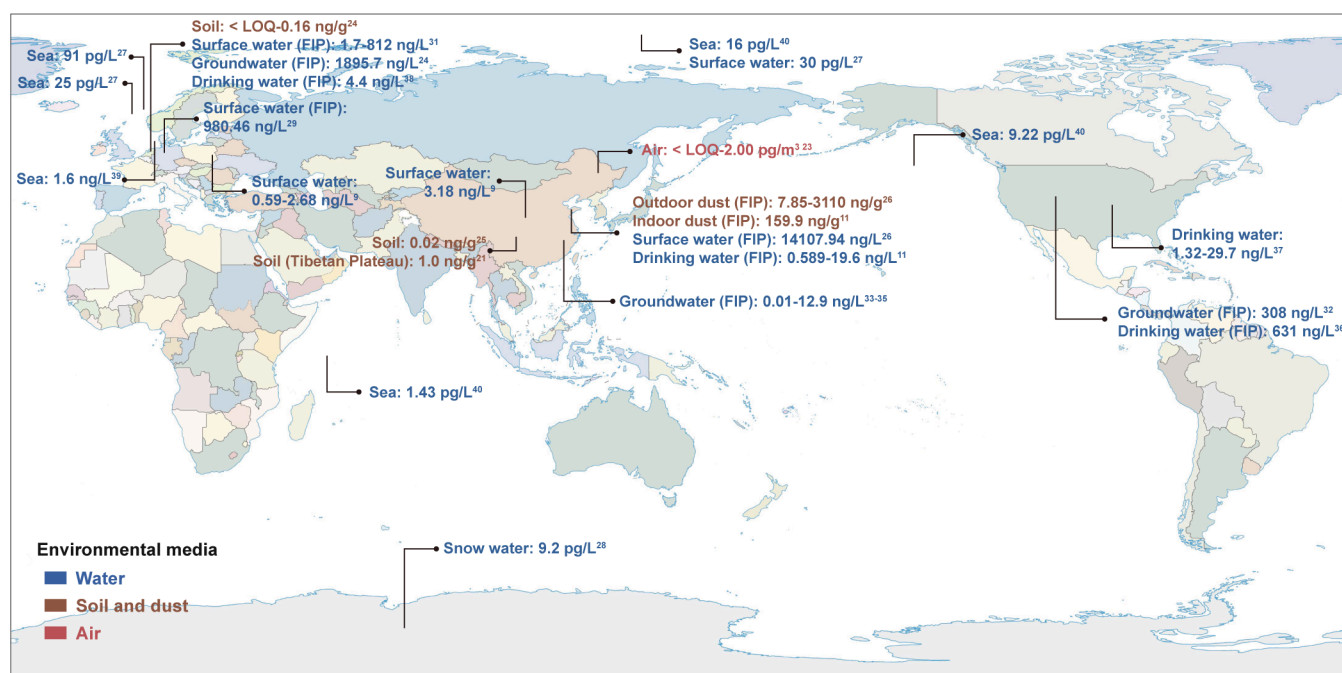 Soil: < LOQ-0.16 ng/g24
Surface water (FIP): 1.7-812 ng/L31
Groundwater (FIP): 1895.7 ng/L24
Drinking water (FIP): 4.4 ng/L38
Sea: 91 pg/L27
Sea: 25 pg/L27
Surface water (FIP):
980.46 ng/L29
Sea: 1.6 ng/L39
Surface water:
0.59-2.68 ng/L9
Surface water:
3.18 ng/L9
Sea: 16 pg/L40
Surface water: 30 pg/L27
Air: < LOQ-2.00 pg/m3 23
Sea: 9.22 pg/L40
Outdoor dust (FIP): 7.85-3110 ng/g26
Indoor dust (FIP): 159.9 ng/g11
Surface water (FIP): 14107.94 ng/L26
Drinking water (FIP): 0.589-19.6 ng/L11
Soil: 0.02 ng/g25
Soil (Tibetan Plateau): 1.0 ng/g21
Groundwater (FIP): 0.01-12.9 ng/L33-35
Drinking water:
1.32-29.7 ng/L37
Groundwater (FIP): 308 ng/L32
Drinking water (FIP): 631 ng/L36
Sea: 1.43 pg/L40
Snow water: 9.2 pg/L28
Environmental media
Water
Soil and dust
Air